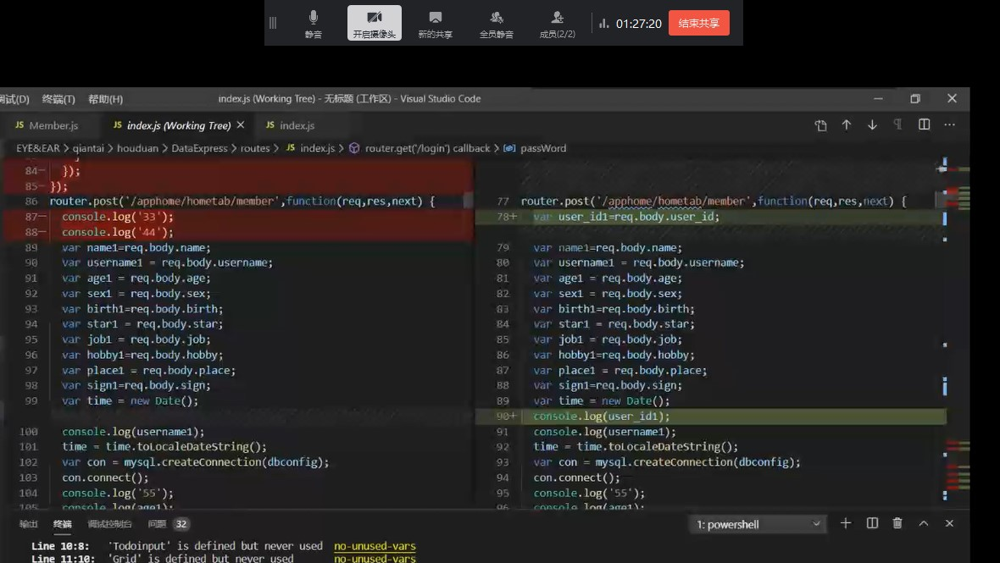 静音
开启摄像头
新的共享
全员静音
成员(2/2)
01:27:20
结束共享
调试(D) 终端(T) 帮助(H)
index.js (Working Tree) - 无标题 (工作区) - Visual Studio Code
JS Member.js
JS index.js (Working Tree)
JS index.js
EYE&EAR > qiantai > houduan > DataExpress > routes > JS index.js > router.get('/login') callback > passWord
84 });
85 });
86 router.post('/apphome/hometab/member',function(req,res,next) {
87 console.log('33');
88 console.log('44');
89 var name1=req.body.name;
90 var username1 = req.body.username;
91 var age1 = req.body.age;
92 var sex1 = req.body.sex;
93 var birth1=req.body.birth;
94 var star1 = req.body.star;
95 var job1 = req.body.job;
96 var hobby1=req.body.hobby;
97 var place1 = req.body.place;
98 var sign1=req.body.sign;
99 var time = new Date();
100 console.log(username1);
101 time = time.toLocaleDateString();
102 var con = mysql.createConnection(dbconfig);
103 con.connect();
104 console.log('55');
105 console.log(age1);
77 router.post('/apphome/hometab/member',function(req,res,next) {
78+ var user_id1=req.body.user_id;
79 var name1=req.body.name;
80 var username1 = req.body.username;
81 var age1 = req.body.age;
82 var sex1 = req.body.sex;
83 var birth1=req.body.birth;
84 var star1 = req.body.star;
85 var job1 = req.body.job;
86 var hobby1=req.body.hobby;
87 var place1 = req.body.place;
88 var sign1=req.body.sign;
89 var time = new Date();
90+ console.log(user_id1);
91 console.log(username1);
92 time = time.toLocaleDateString();
93 var con = mysql.createConnection(dbconfig);
94 con.connect();
95 console.log('55');
96 console.log(age1);
输出 终端 调试控制台 问题 32
1: powershell
Line 10:8: 'Todoinput' is defined but never used no-unused-vars
Line 11:10: 'Grid' is defined but never used no-unused-vars